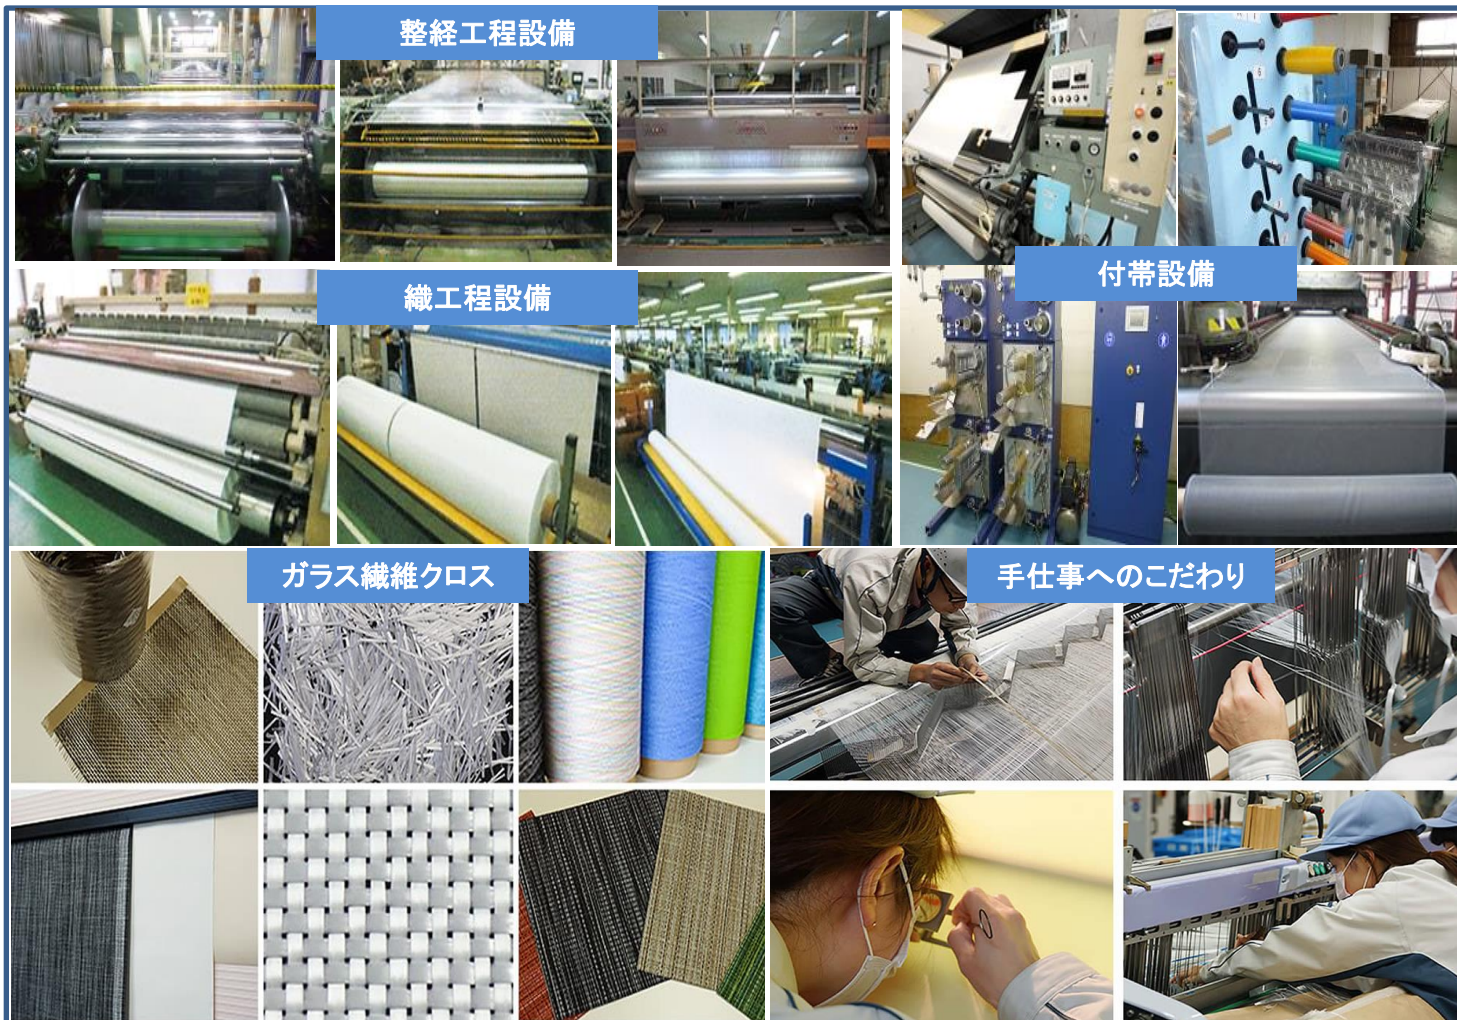 整経工程設備
織工程設備
付帯設備
ガラス繊維クロス
手仕事へのこだわり